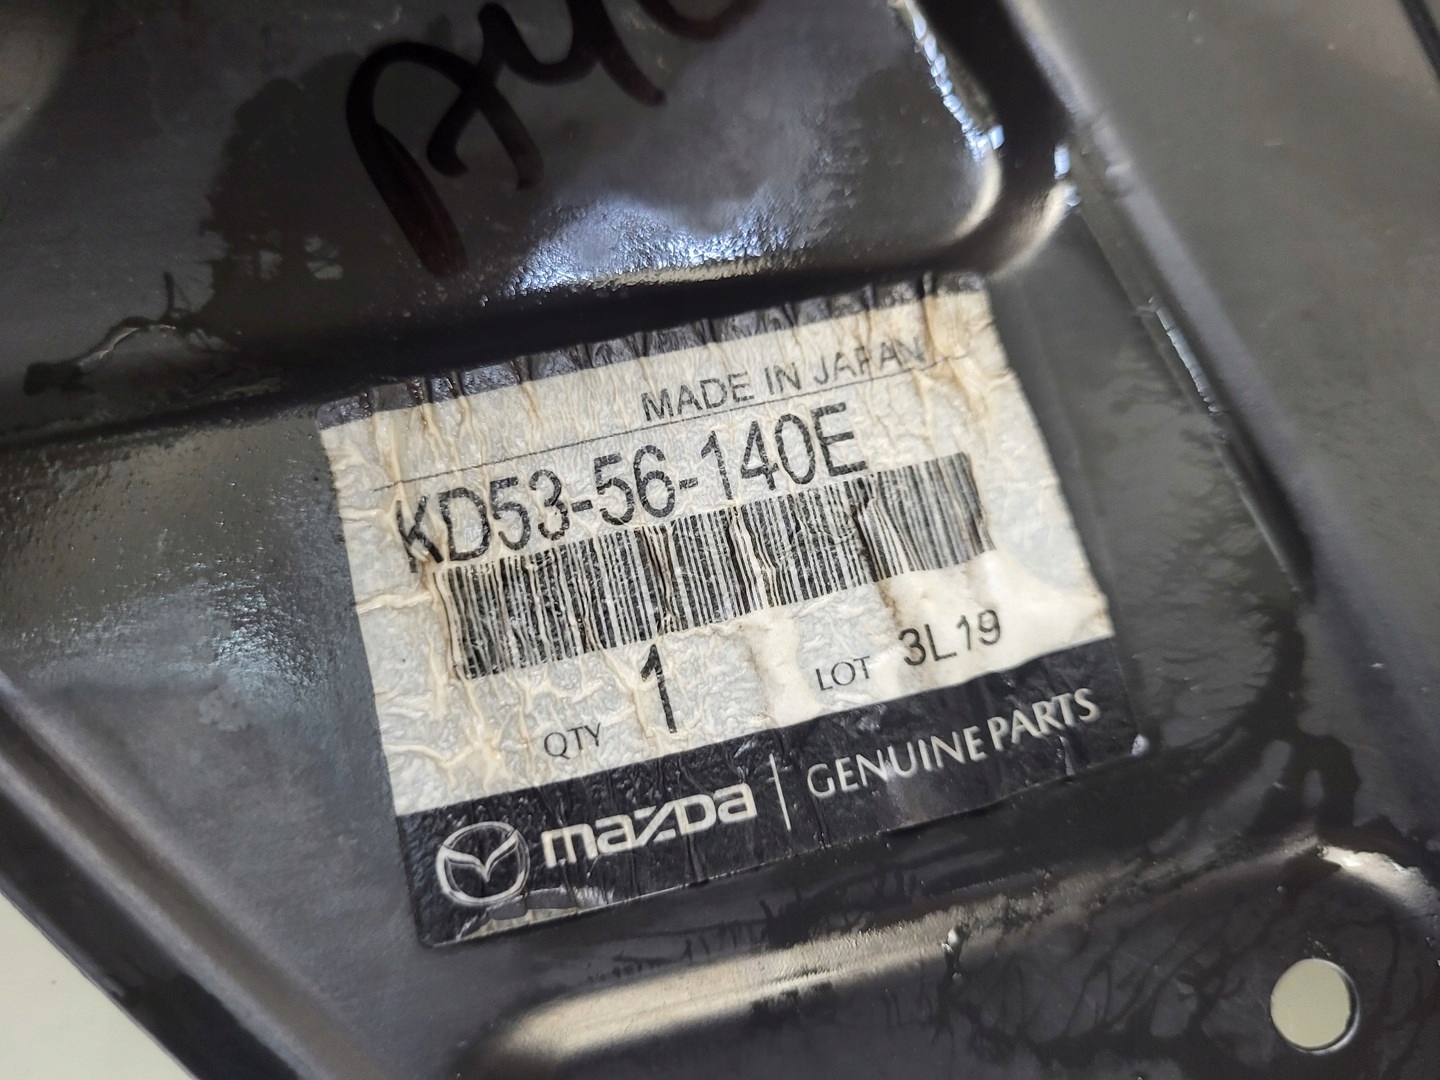 MADE IN JAPAN
KD53-56-140E
QTY 1 LOT 3L19
mazda | GENUINE PARTS